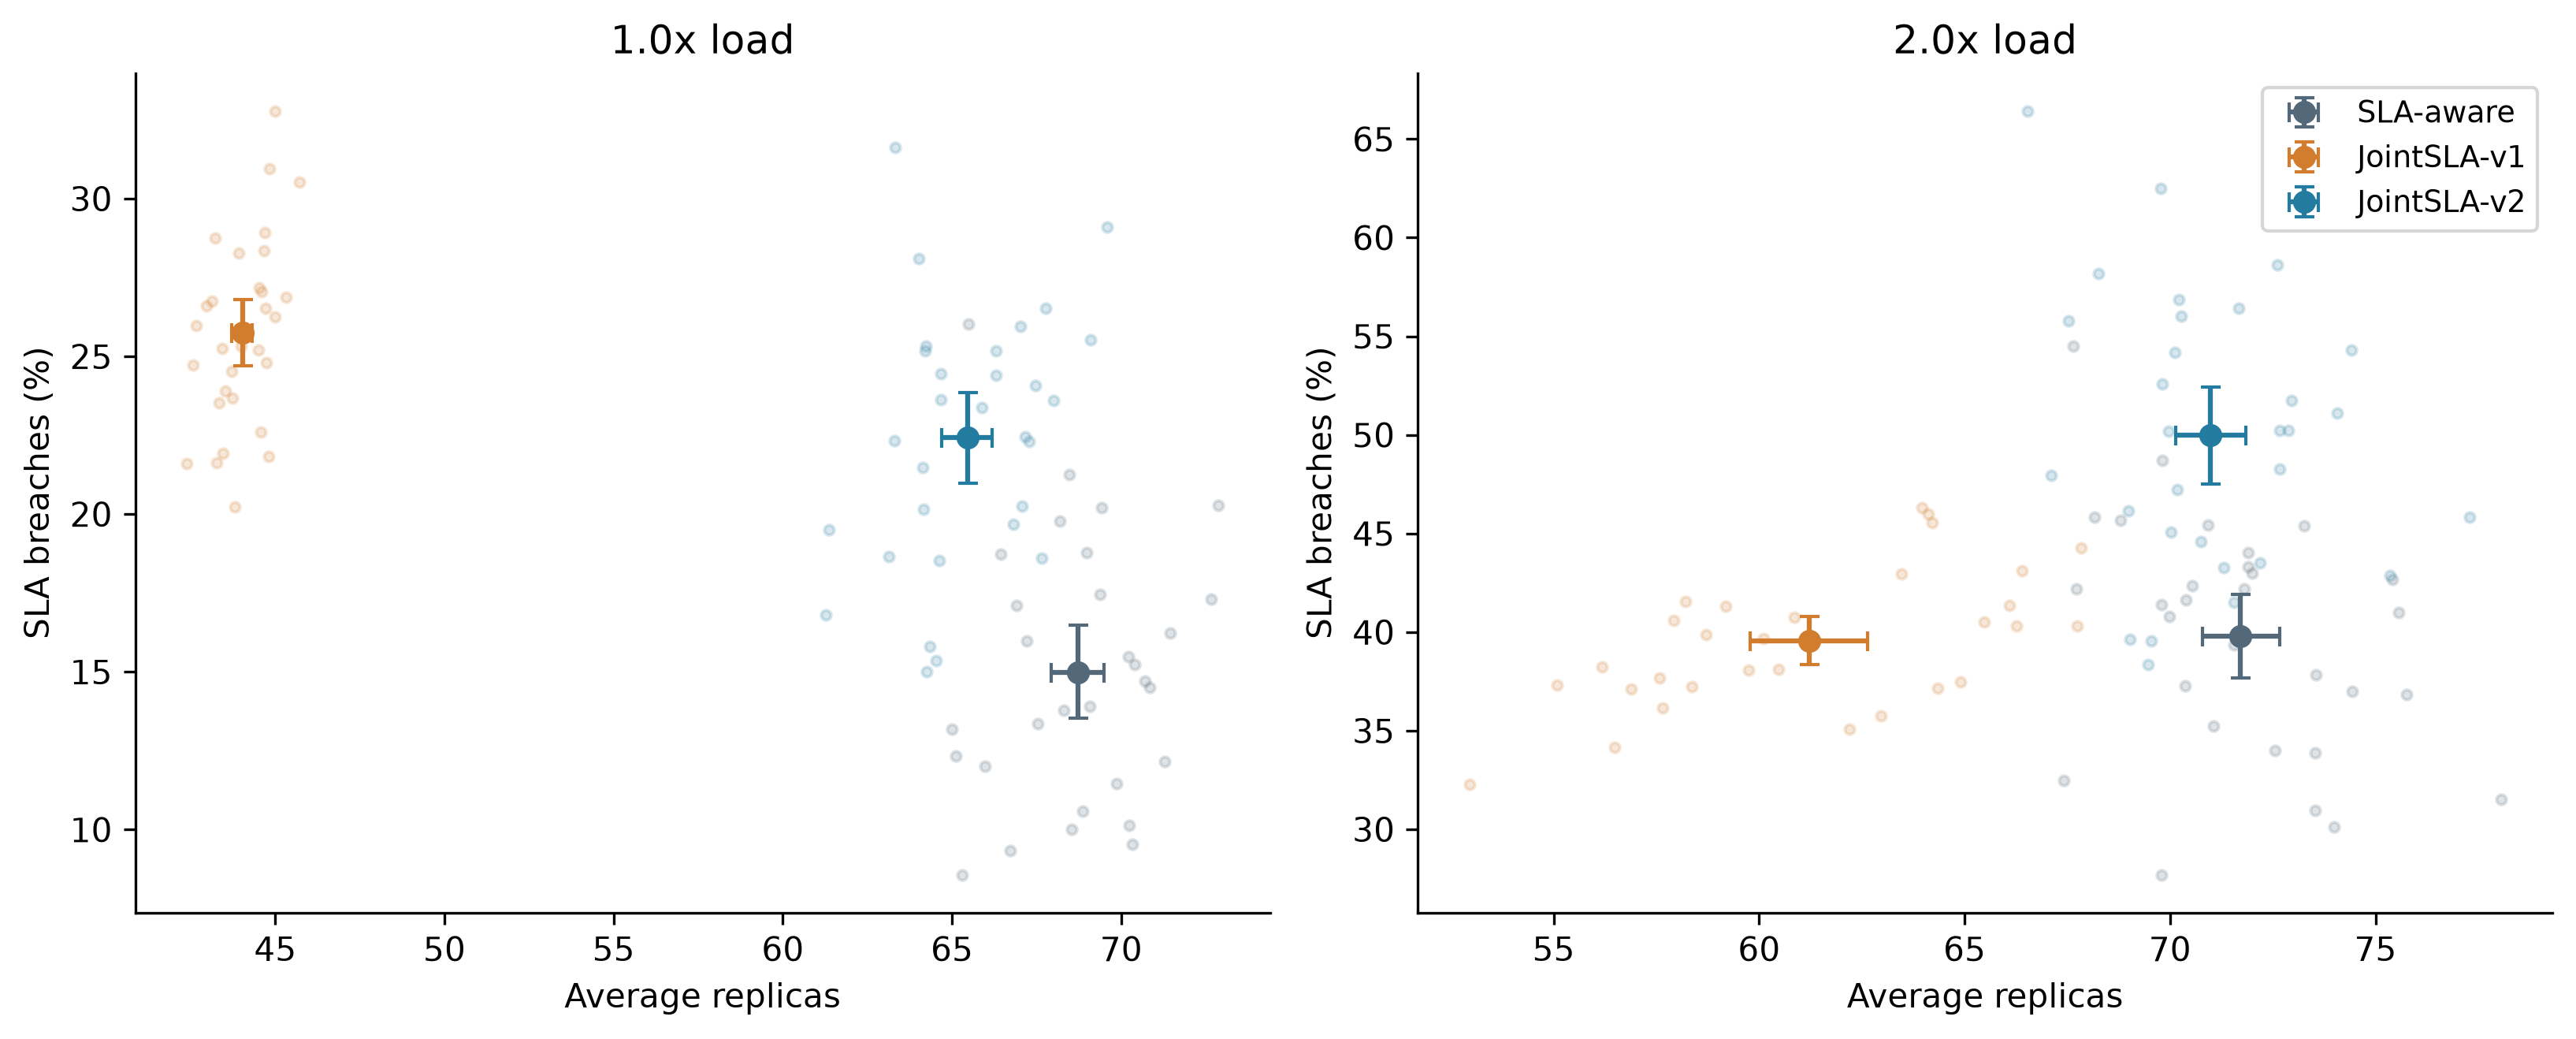 1.0x load
30
25
20
15
10
SLA breaches (%)
45 50 55 60 65 70
Average replicas
2.0x load
65
60
55
50
45
40
35
30
SLA breaches (%)
55 60 65 70 75
Average replicas
SLA-aware
JointSLA-v1
JointSLA-v2